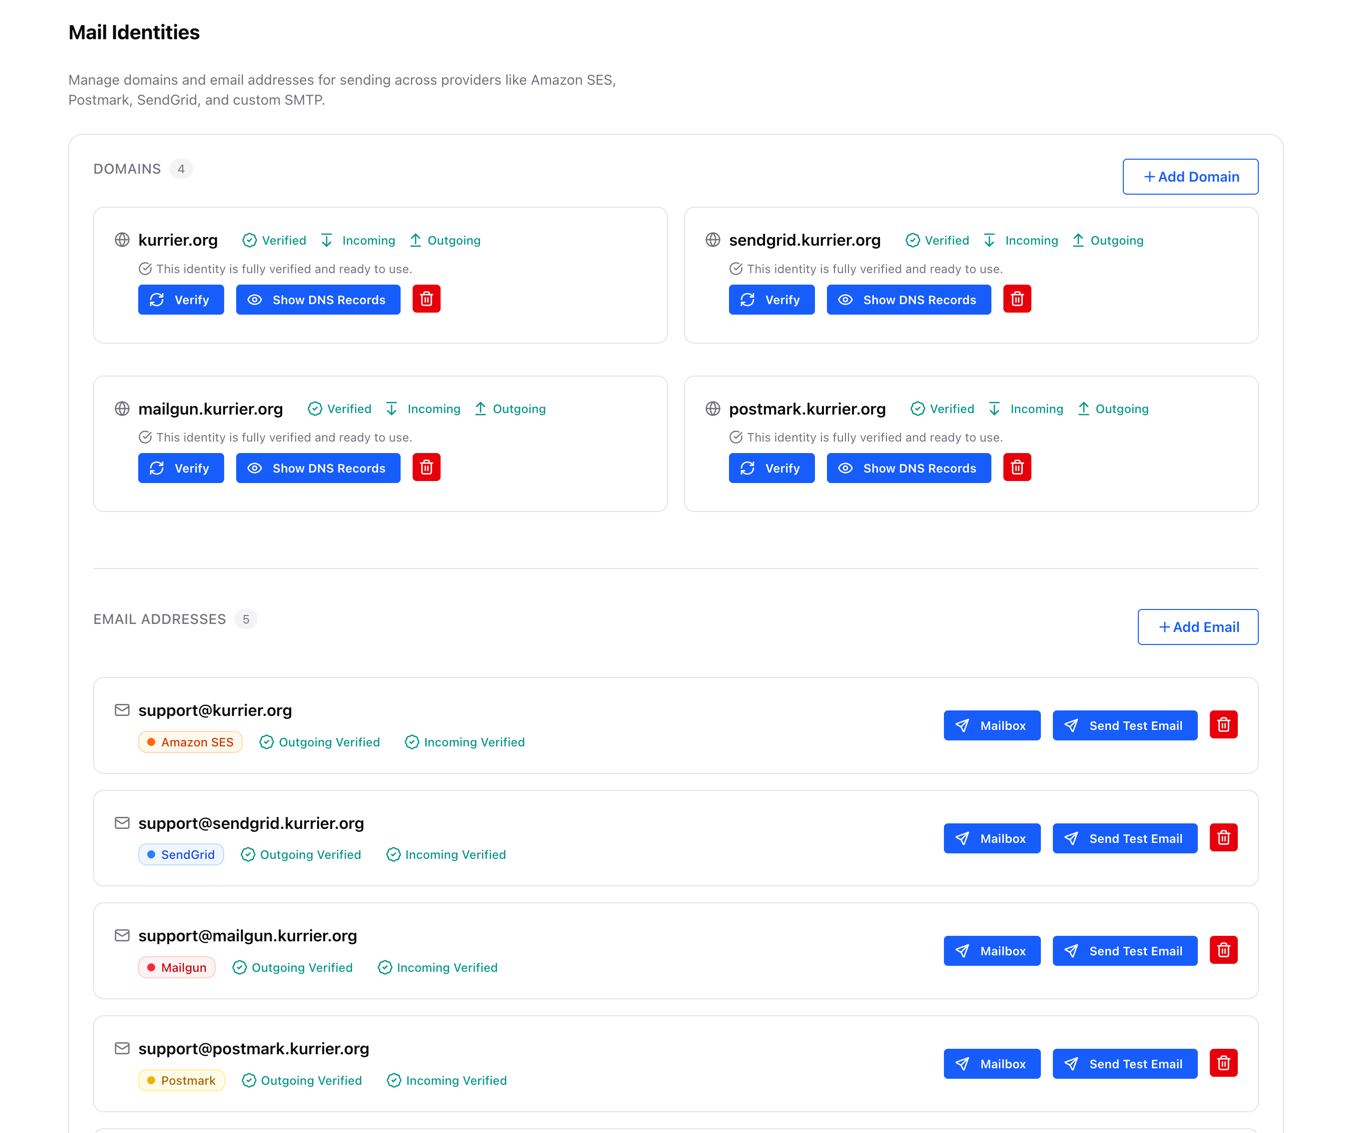 Mail Identities
Manage domains and email addresses for sending across providers like Amazon SES,
Postmark, SendGrid, and custom SMTP.
DOMAINS 4
+ Add Domain
kurrier.org Verified Incoming Outgoing
This identity is fully verified and ready to use.
Verify Show DNS Records
sendgrid.kurrier.org Verified Incoming Outgoing
This identity is fully verified and ready to use.
Verify Show DNS Records
mailgun.kurrier.org Verified Incoming Outgoing
This identity is fully verified and ready to use.
Verify Show DNS Records
postmark.kurrier.org Verified Incoming Outgoing
This identity is fully verified and ready to use.
Verify Show DNS Records
EMAIL ADDRESSES 5
+ Add Email
support@kurrier.org
Amazon SES Outgoing Verified Incoming Verified
Mailbox Send Test Email
support@sendgrid.kurrier.org
SendGrid Outgoing Verified Incoming Verified
Mailbox Send Test Email
support@mailgun.kurrier.org
Mailgun Outgoing Verified Incoming Verified
Mailbox Send Test Email
support@postmark.kurrier.org
Postmark Outgoing Verified Incoming Verified
Mailbox Send Test Email